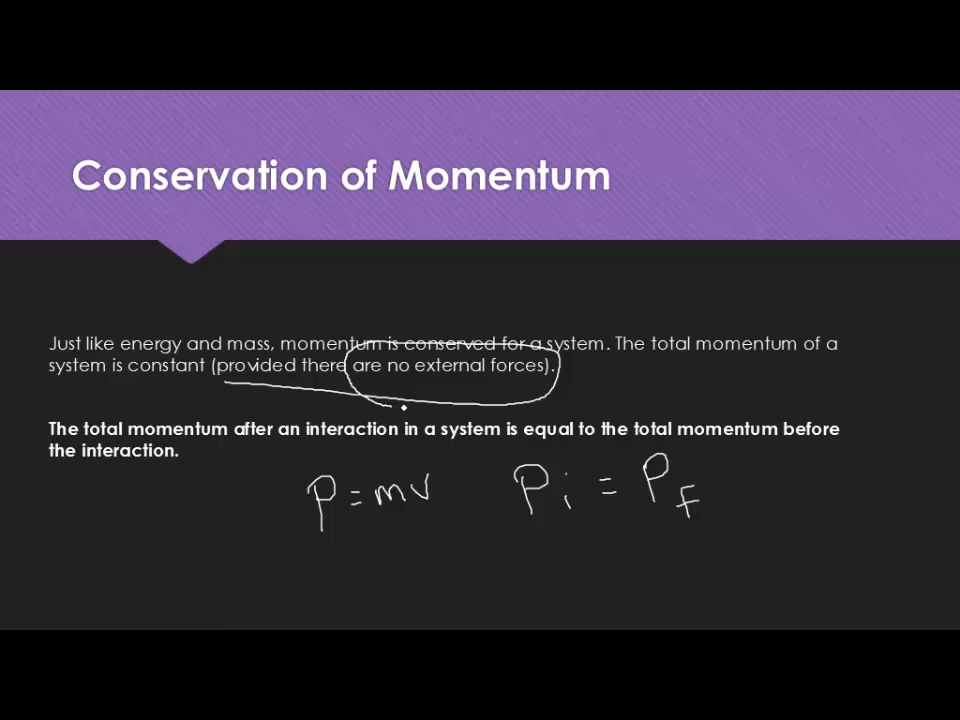 Conservation of Momentum
Just like energy and mass, momentum is conserved for a system. The total momentum of a
system is constant (provided there are no external forces).
The total momentum after an interaction in a system is equal to the total momentum before
the interaction.
P = mv Pi = PF